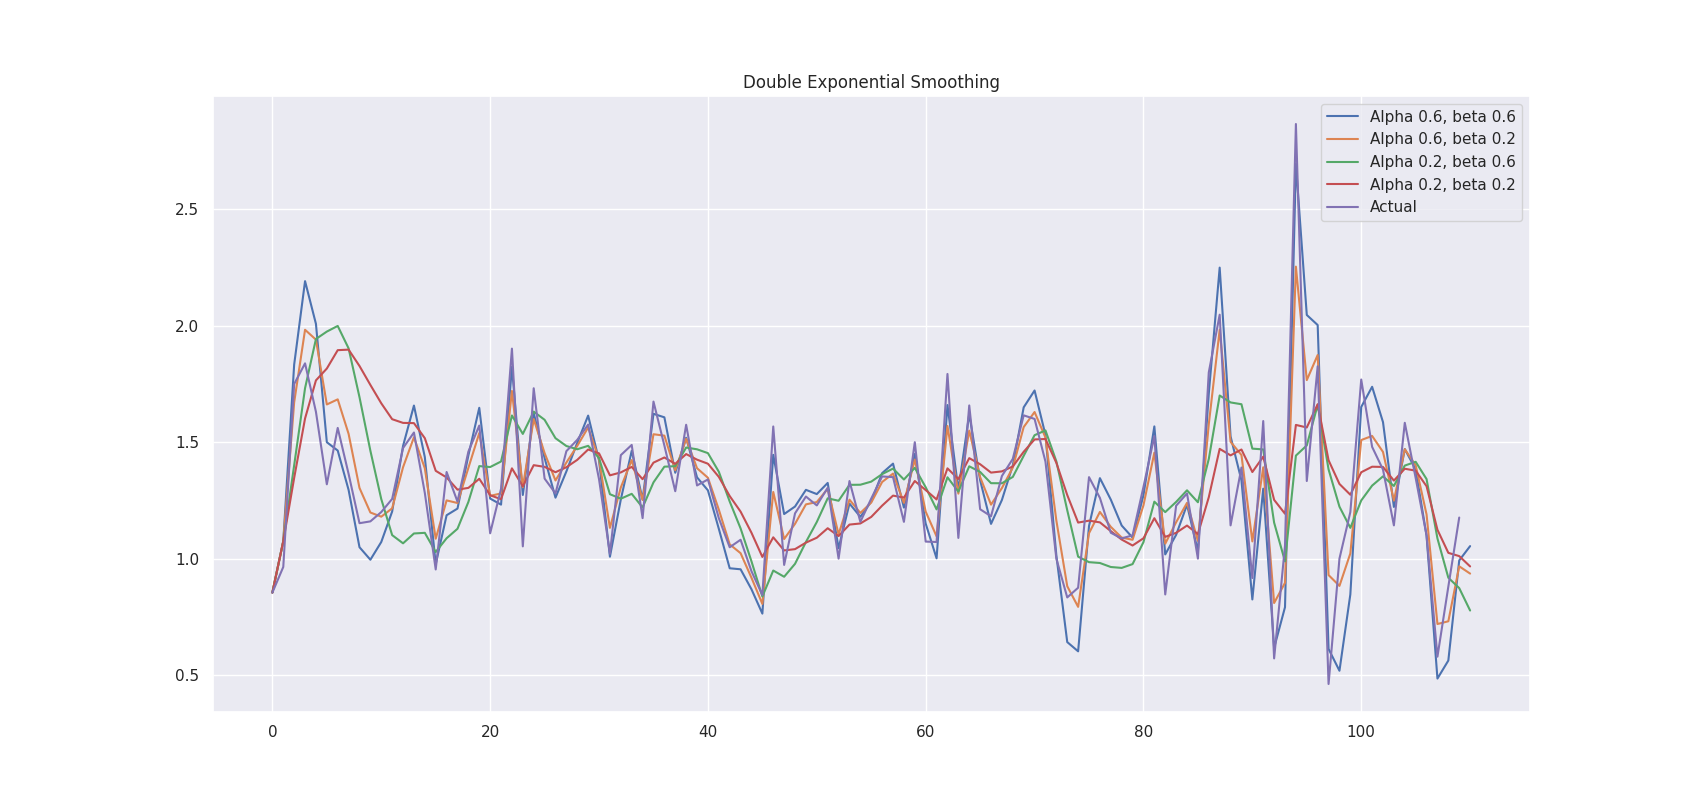 Double Exponential Smoothing
Alpha 0.6, beta 0.6
Alpha 0.6, beta 0.2
Alpha 0.2, beta 0.6
Alpha 0.2, beta 0.2
Actual
2.5
2.0
1.5
1.0
0.5
0 20 40 60 80 100